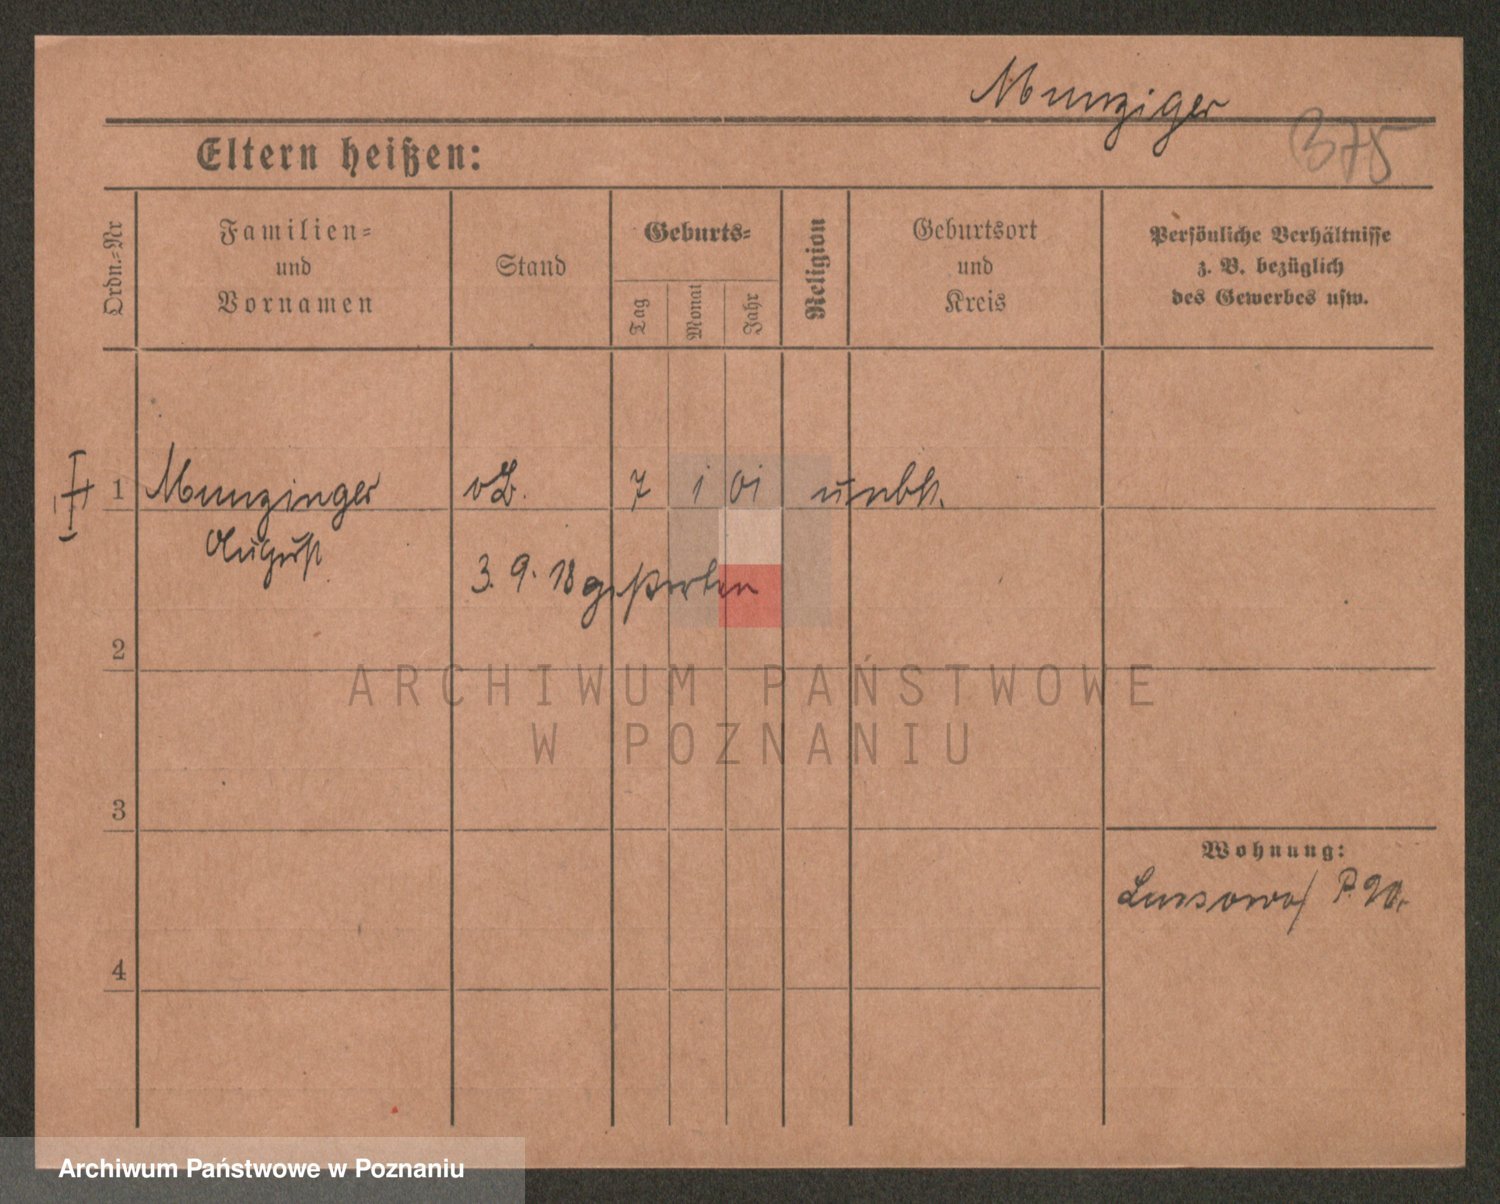 Munziger
375
Eltern heißen:
Ordn.-Nr
Familien-
und
Vornamen
Stand
Geburts-
Tag
Monat
Jahr
Religion
Geburtsort
und
Kreis
Persönliche Verhältnisse
z. B. bezüglich
des Gewerbes usw.
1 Munzinger 7 1 01 unbk.
August
3. 9. 18 gestorben
2
3
4
Wohnung:
Lussowo
ARCHIWUM PAŃSTWOWE
W POZNANIU
Archiwum Państwowe w Poznaniu